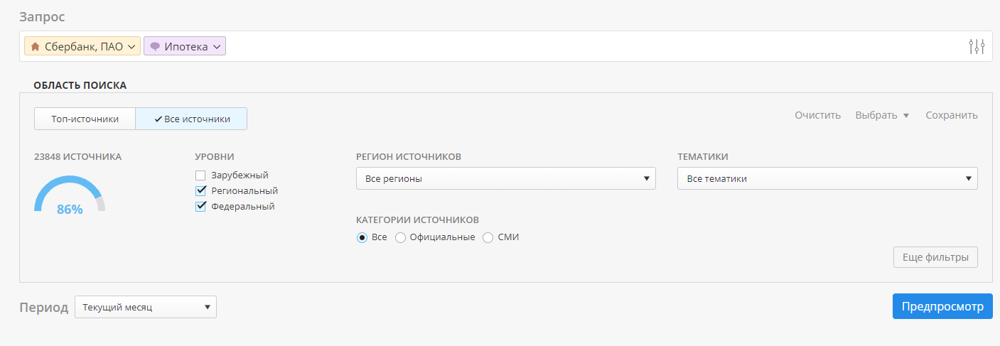 Запрос
Сбербанк, ПАО Ипотека
ОБЛАСТЬ ПОИСКА
Топ-источники Все источники Очистить Выбрать Сохранить
23848 ИСТОЧНИКА УРОВНИ РЕГИОН ИСТОЧНИКОВ ТЕМАТИКИ
Зарубежный
Все регионы Все тематики
Региональный
86% Федеральный
КАТЕГОРИИ ИСТОЧНИКОВ
Все Официальные СМИ
Еще фильтры
Период Текущий месяц Предпросмотр